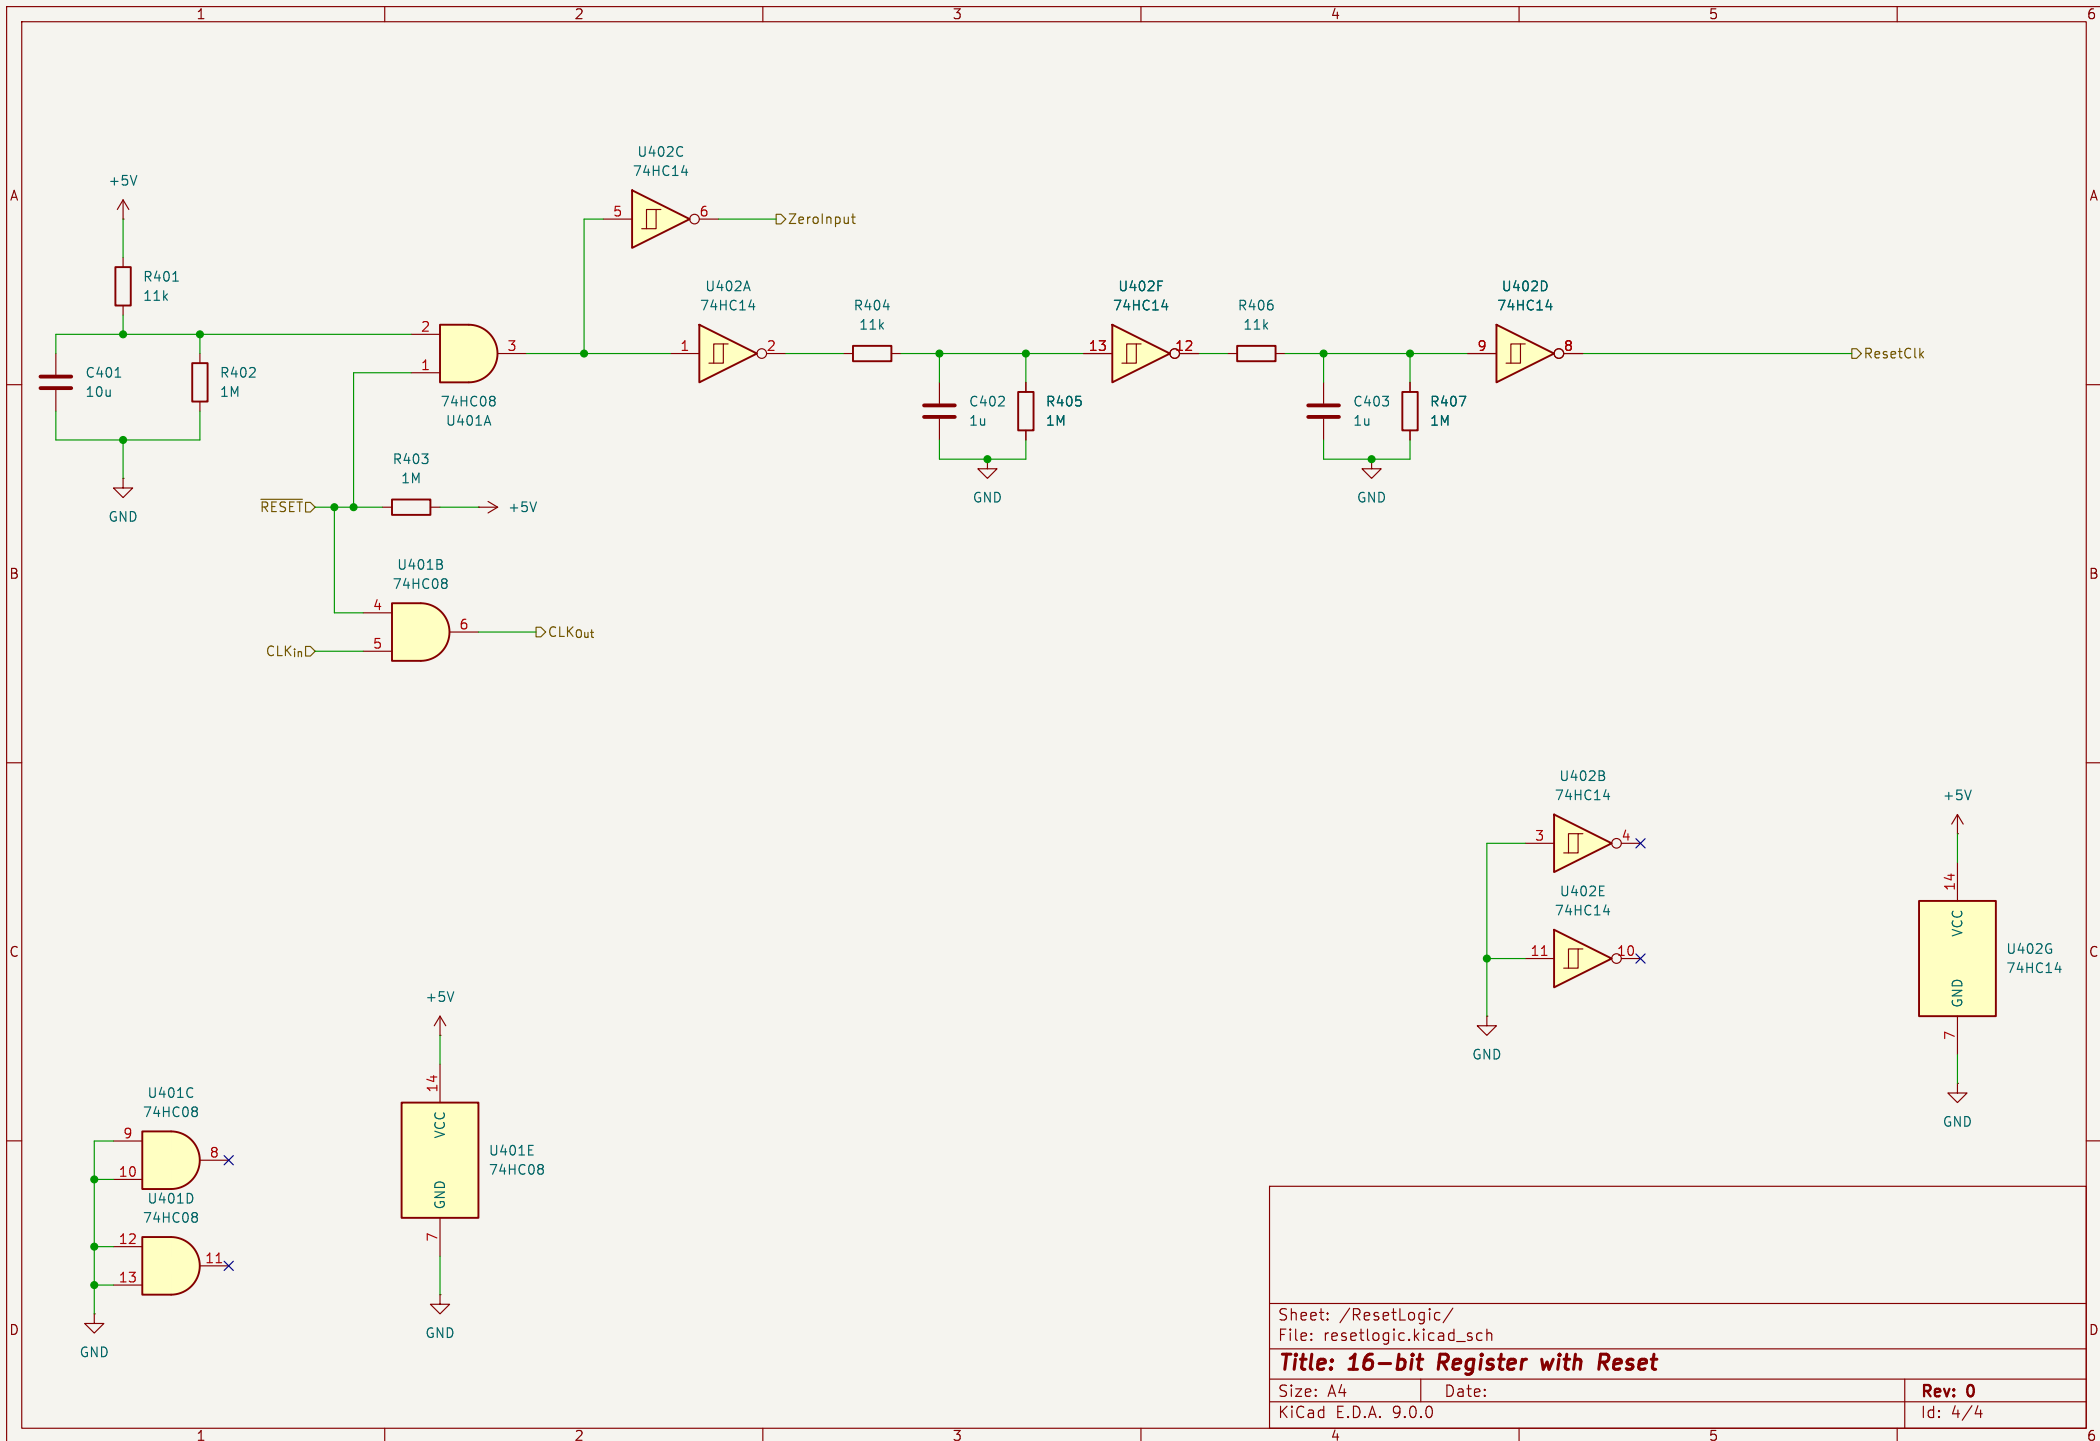 1 2 3 4 5 6
A A
B B
C C
D D
1 2 3 4 5 6
+5V
R401
11k
C401
10u
R402
1M
GND
2
1
3
74HC08
U401A
R403
1M
RESET
+5V
U401B
74HC08
4
5
6
CLKin
CLKOut
U402C
74HC14
5
6
ZeroInput
U402A
74HC14
1
2
R404
11k
C402
1u
R405
1M
GND
U402F
74HC14
13
12
R406
11k
C403
1u
R407
1M
GND
U402D
74HC14
9
8
ResetClk
U402B
74HC14
3
4
U402E
74HC14
11
10
GND
+5V
14
VCC
GND
7
U402G
74HC14
GND
+5V
14
VCC
GND
7
U401E
74HC08
GND
U401C
74HC08
9
10
8
U401D
74HC08
12
13
11
GND
Sheet: /ResetLogic/
File: resetlogic.kicad_sch
Title: 16-bit Register with Reset
Size: A4 Date: Rev: 0
KiCad E.D.A. 9.0.0 Id: 4/4